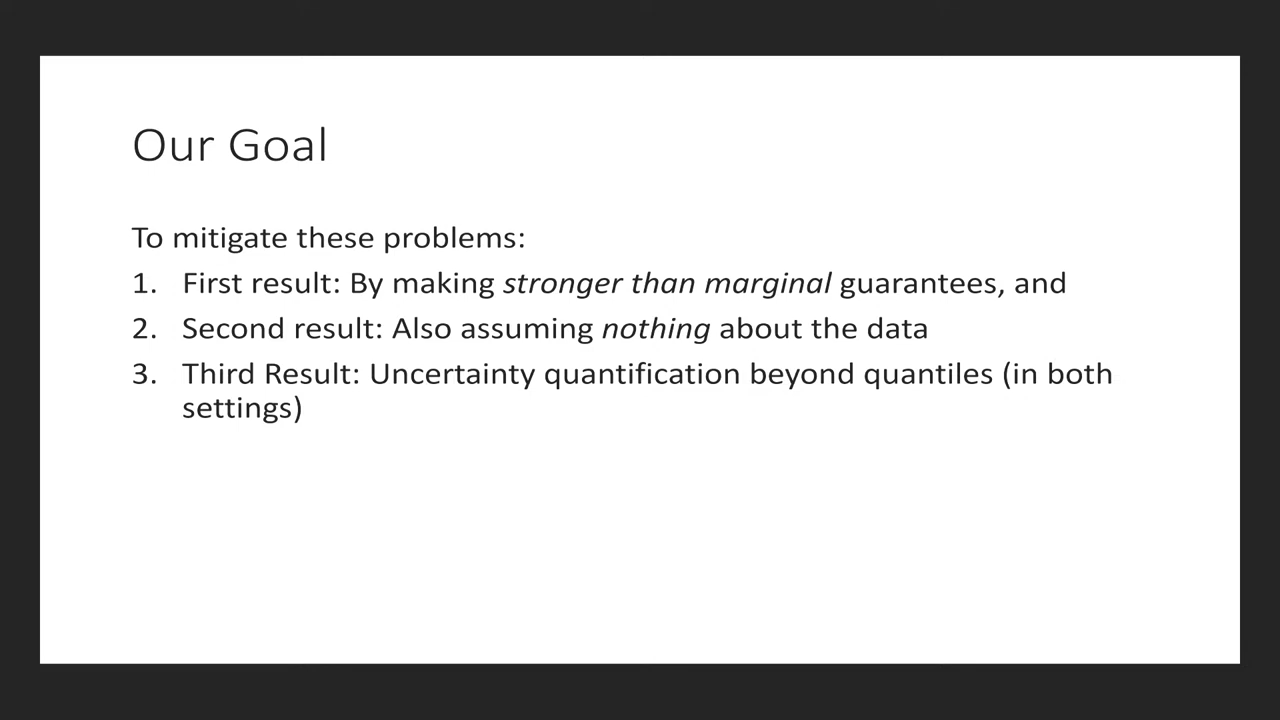 Our Goal
To mitigate these problems:
1. First result: By making stronger than marginal guarantees, and
2. Second result: Also assuming nothing about the data
3. Third Result: Uncertainty quantification beyond quantiles (in both
settings)